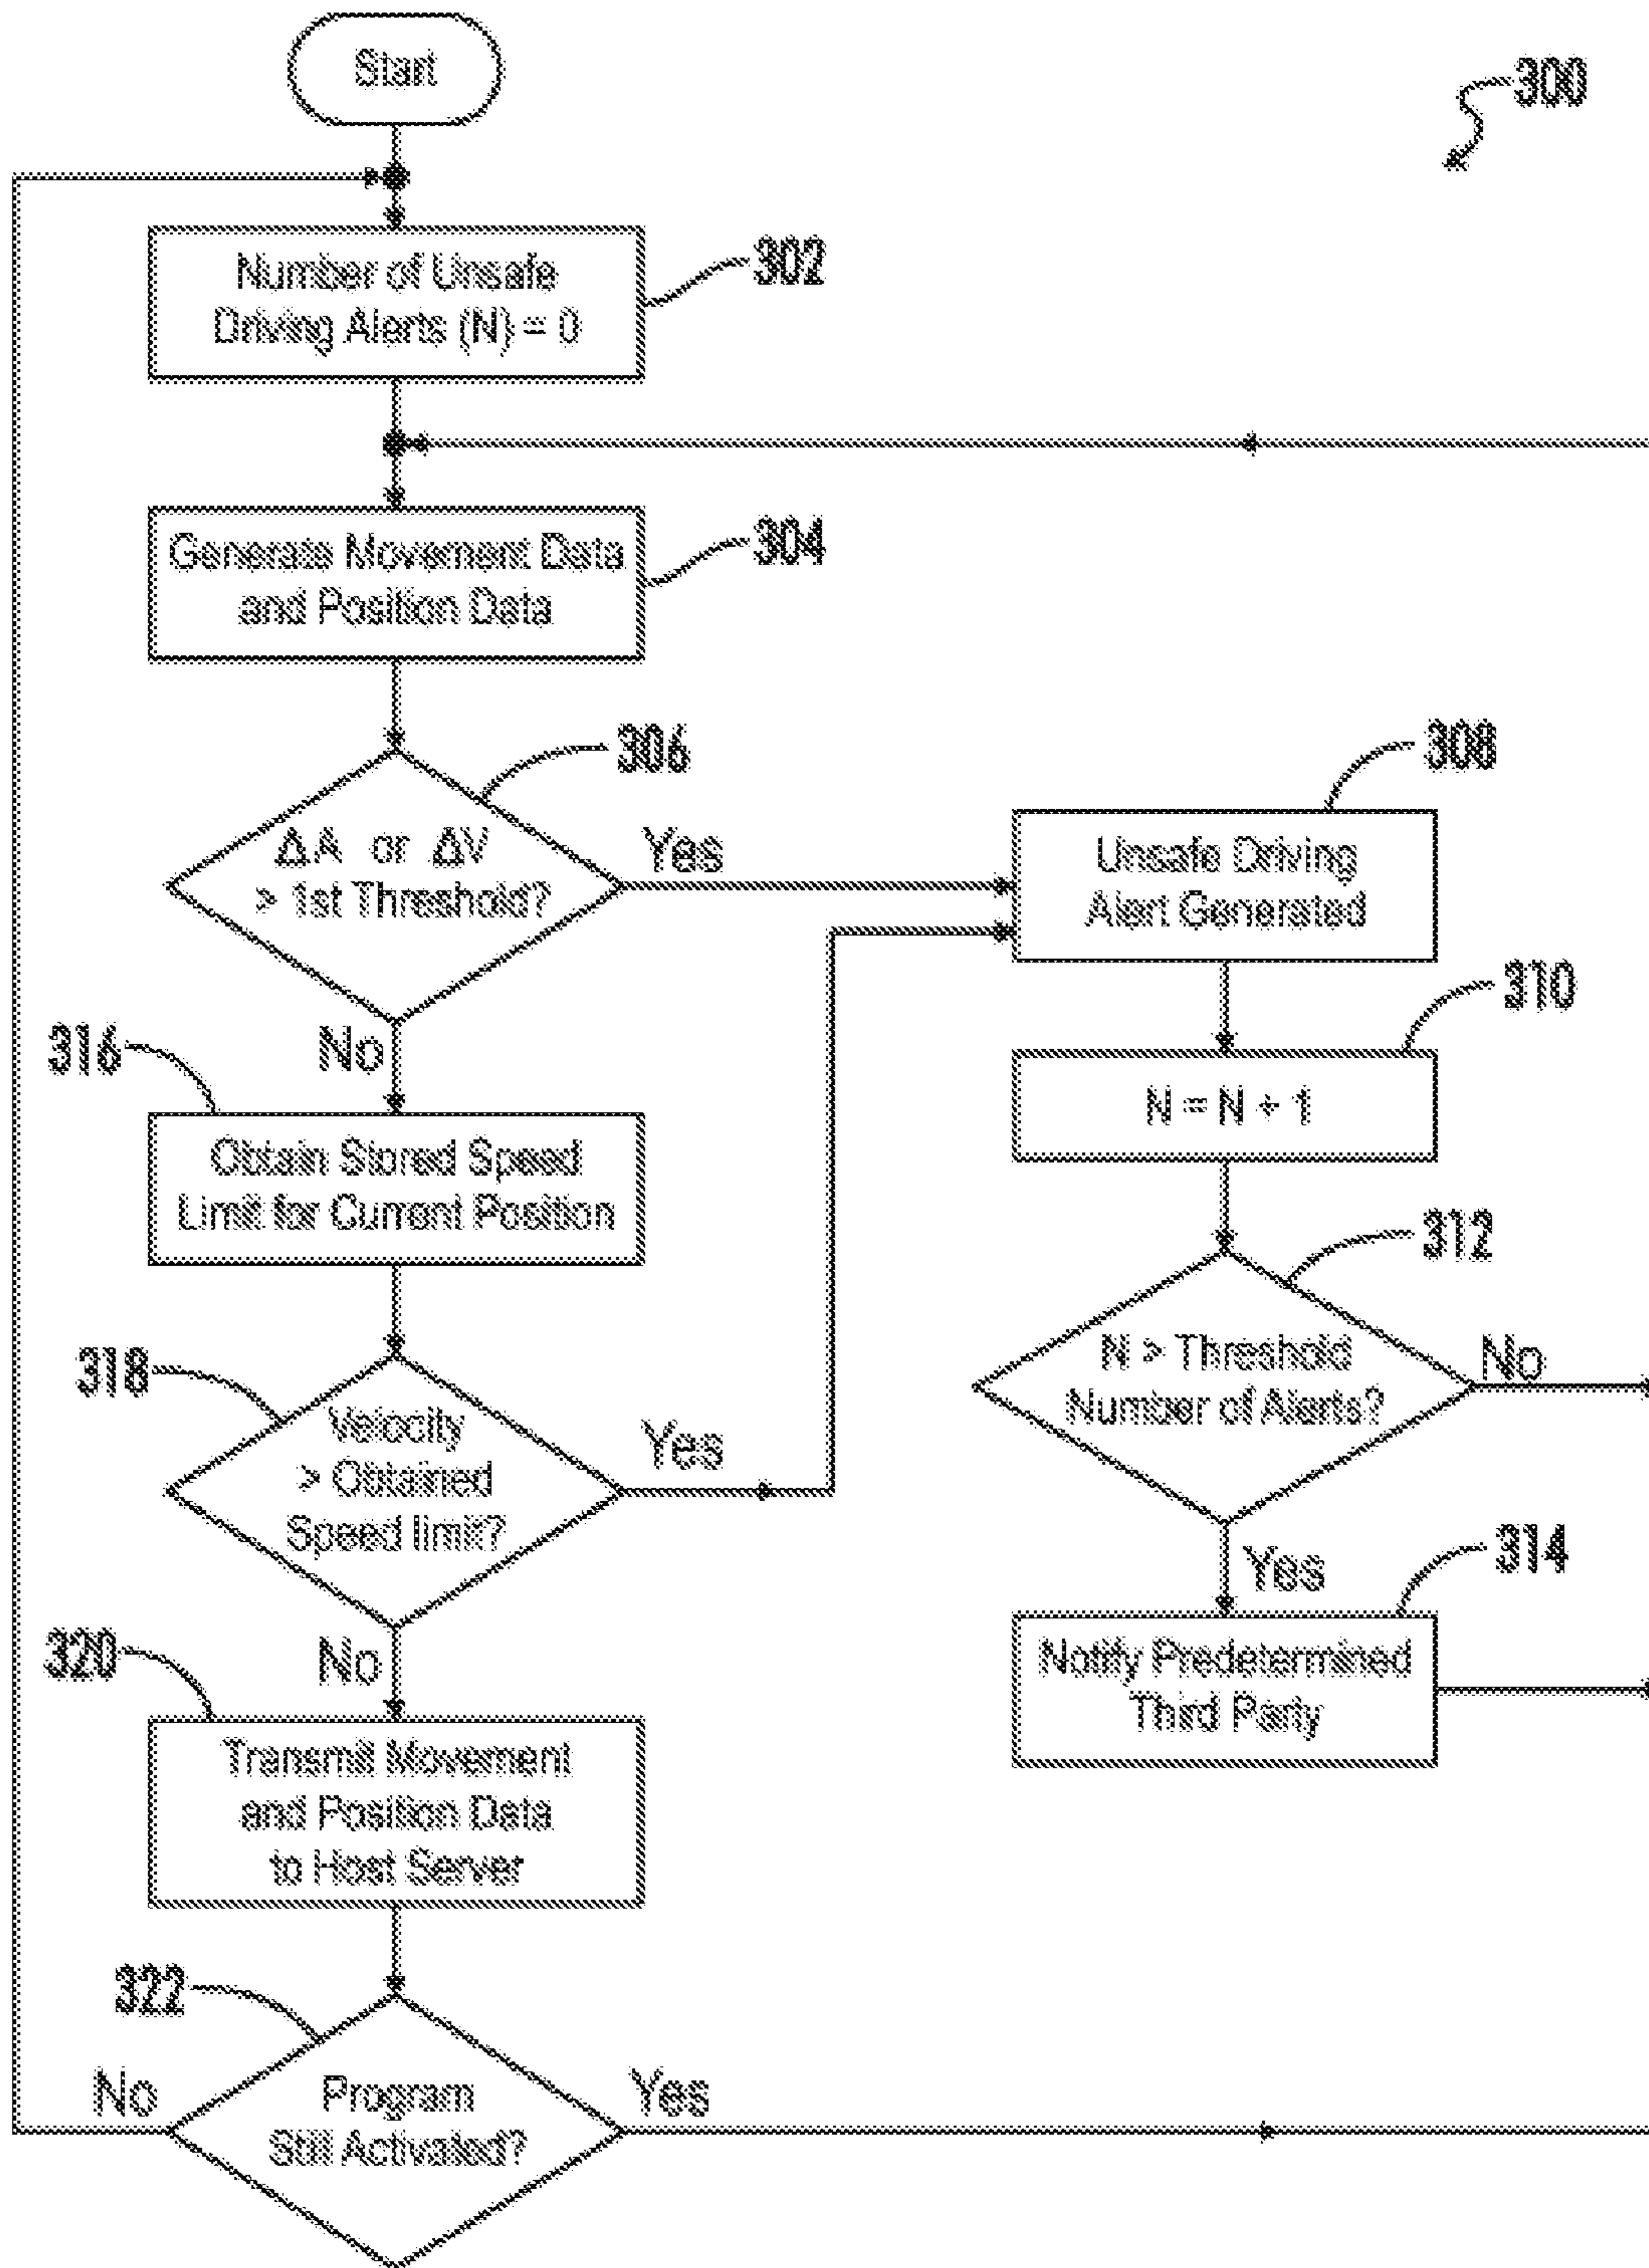 Start
300
Number of Unsafe
Driving Alerts (N) = 0
302
Generate Movement Data
and Position Data
304
306
ΔA or ΔV
> 1st Threshold?
Yes
No
308
Unsafe Driving
Alert Generated
310
N = N + 1
316
Obtain Stored Speed
Limit for Current Position
312
N > Threshold
Number of Alerts?
No
Yes
318
Velocity
> Obtained
Speed limit?
Yes
No
314
Notify Predetermined
Third Party
320
Transmit Movement
and Position Data
to Host Server
322
Program
Still Activated?
No
Yes